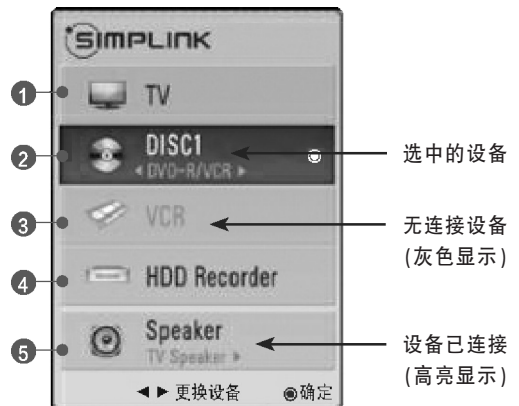 SIMPLINK
1 TV
2 DISC1 选中的设备
◀ DVD-R/VCR ▶
3 VCR 无连接设备
(灰色显示)
4 HDD Recorder
5 Speaker 设备已连接
TV Speaker ▶ (高亮显示)
◀ ▶ 更换设备 ◉确定